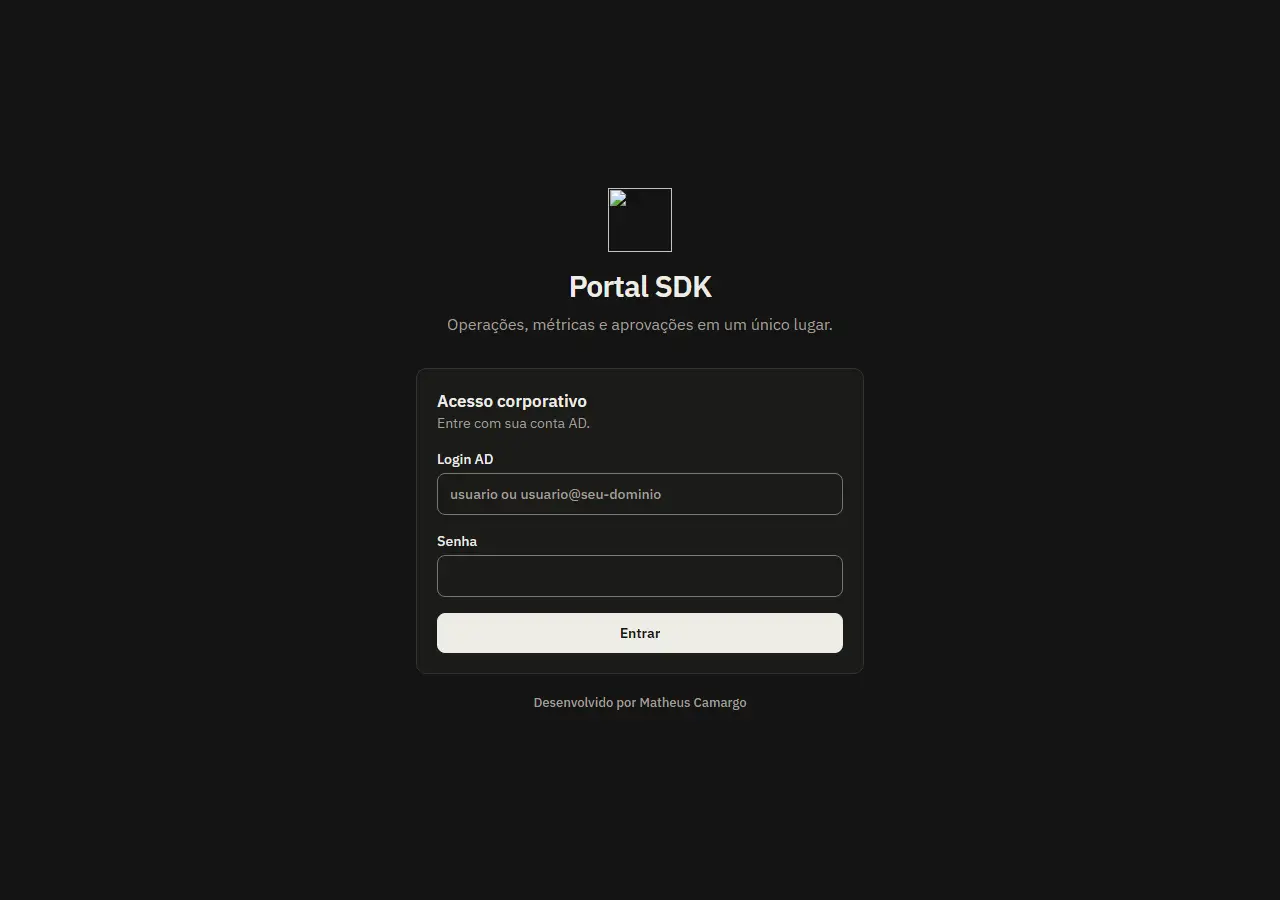 Portal SDK
Operações, métricas e aprovações em um único lugar.
Acesso corporativo
Entre com sua conta AD.
Login AD
usuario ou usuario@seu-dominio
Senha
Entrar
Desenvolvido por Matheus Camargo